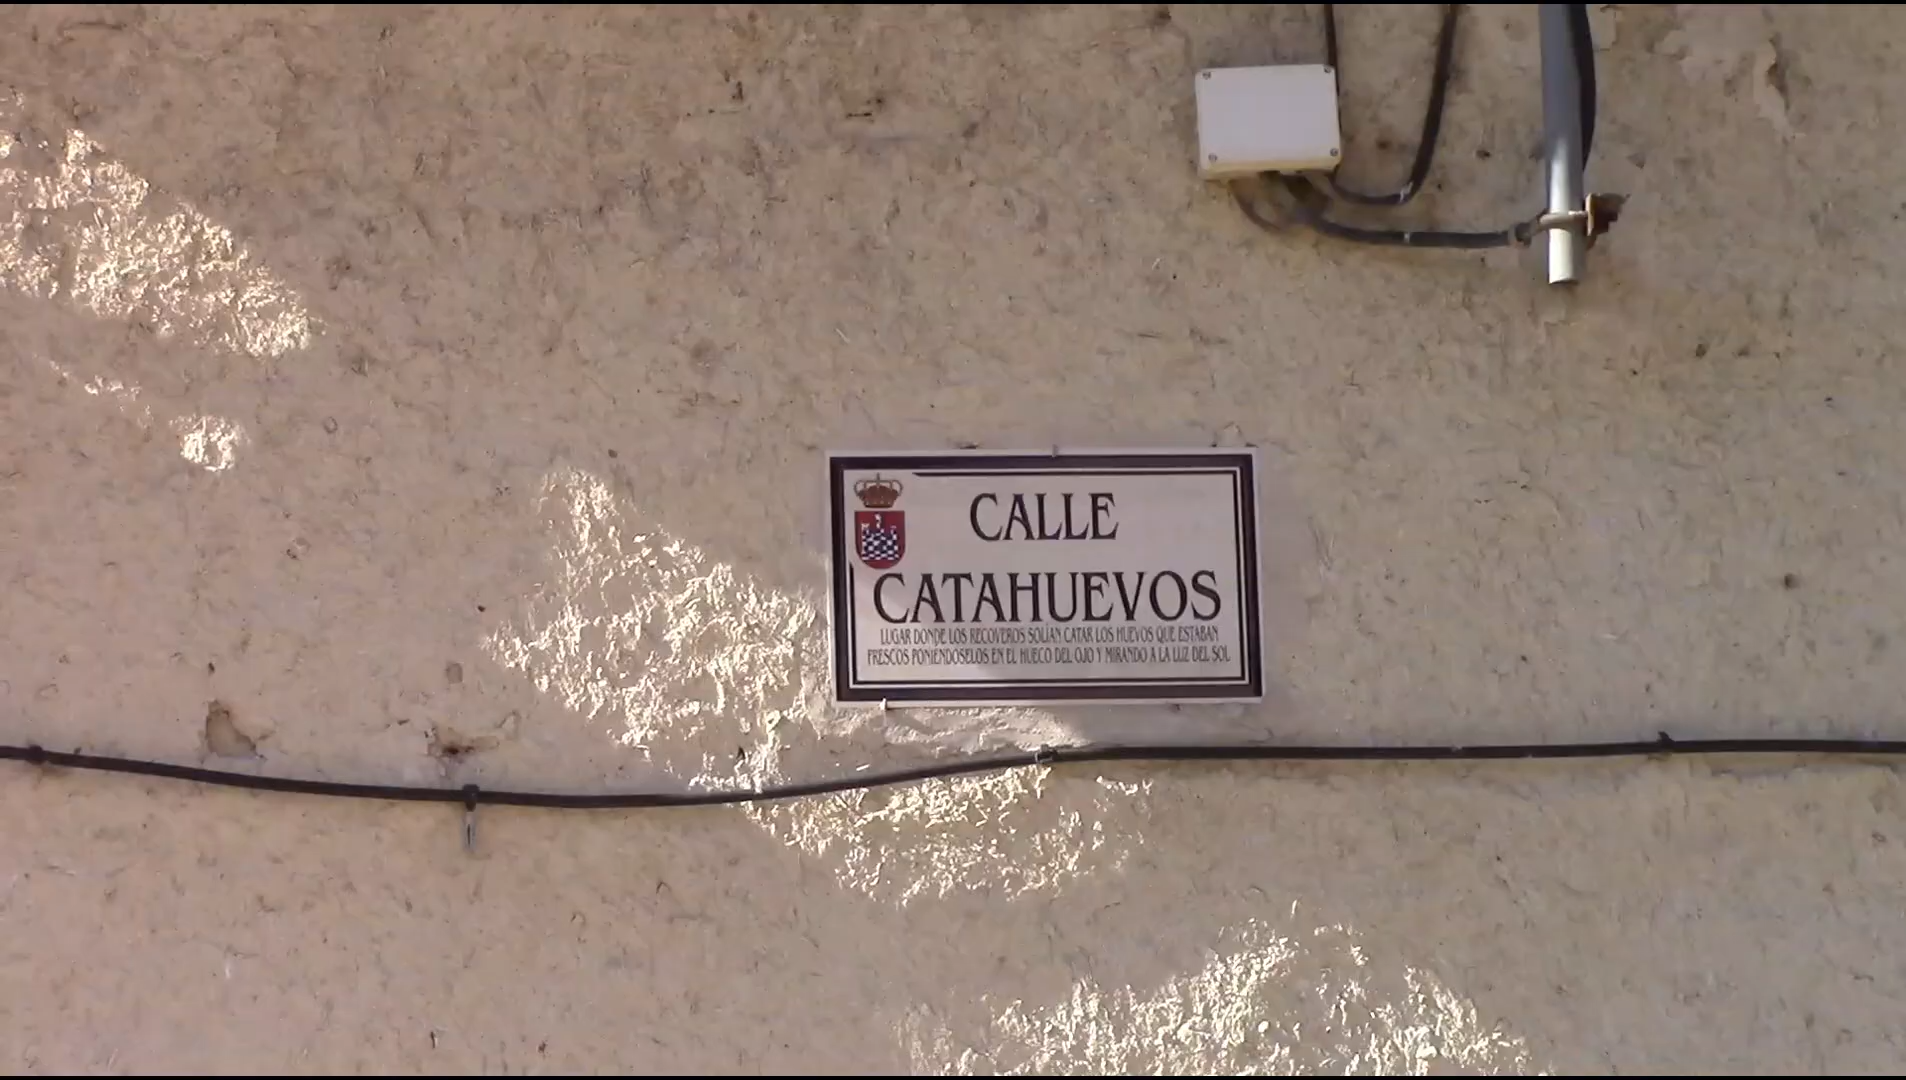 CALLE
CATAHUEVOS
LUGAR DONDE LOS RECOVEROS SOLÍAN CATAR LOS HUEVOS QUE ESTABAN
FRESCOS PONIENDOSELOS EN EL HUECO DEL OJO Y MIRANDO A LA LUZ DEL SOL